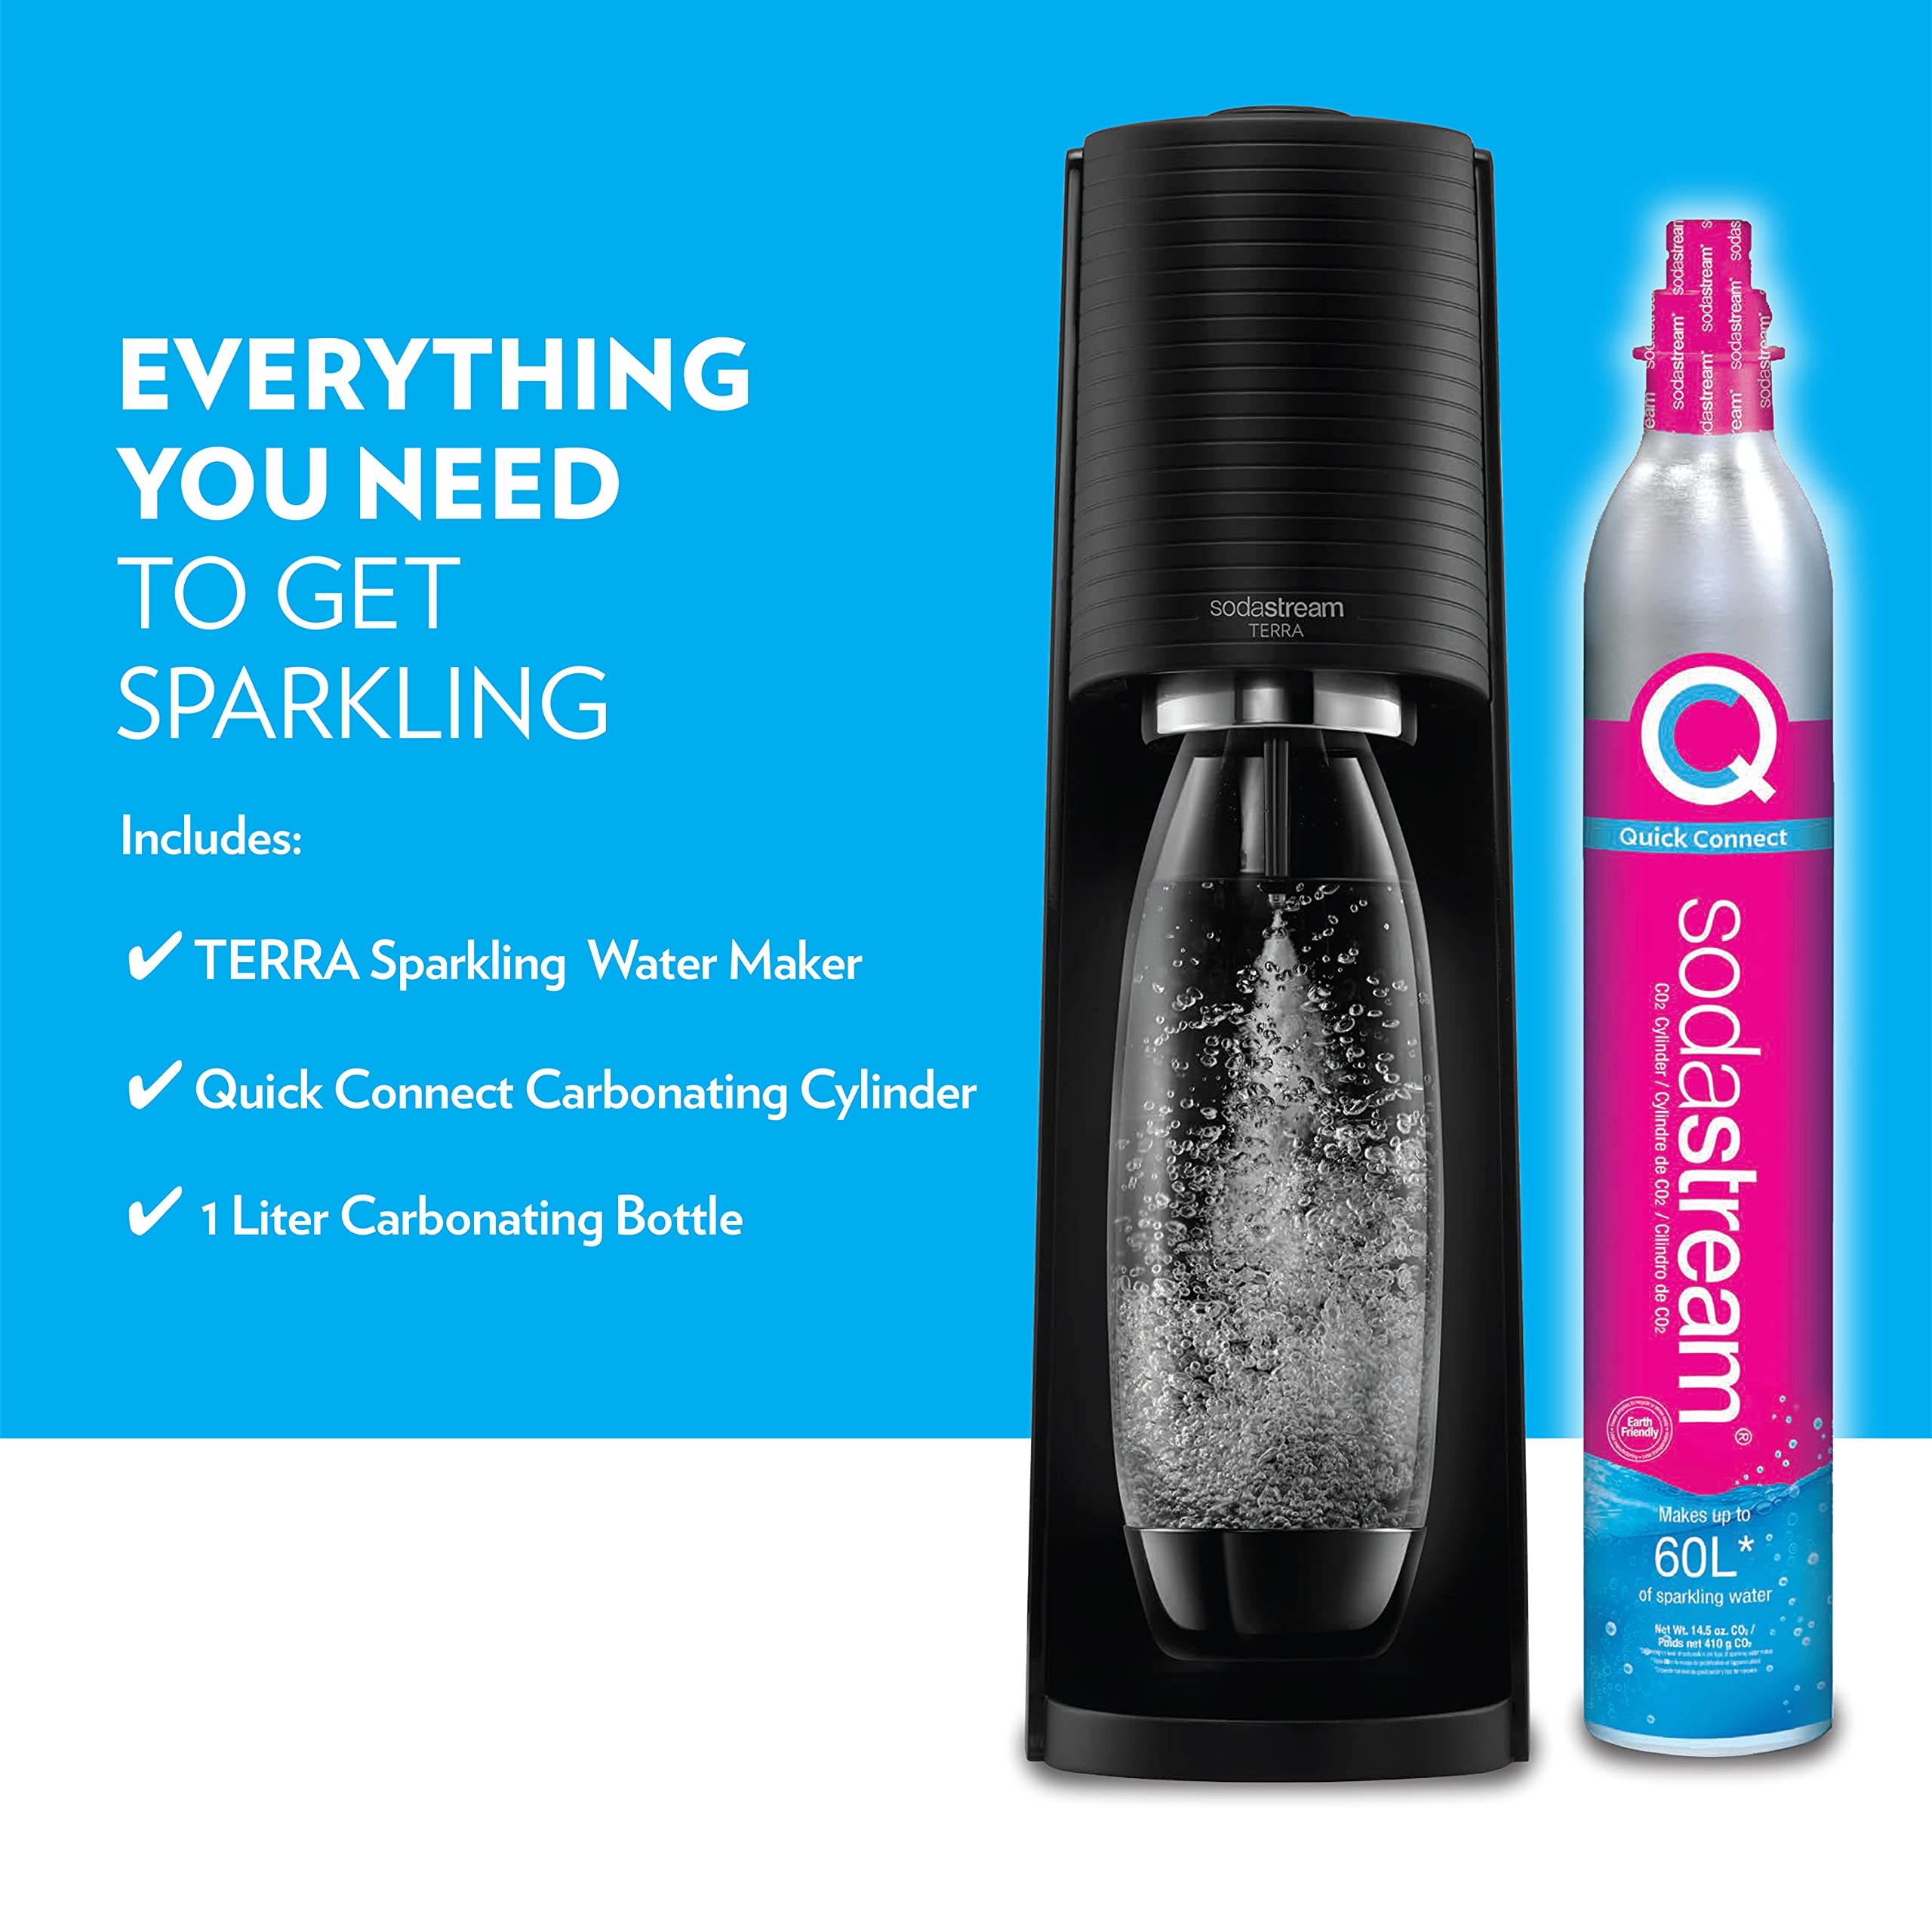 EVERYTHING
YOU NEED
TO GET
SPARKLING
Includes:
✔ TERRA Sparkling Water Maker
✔ Quick Connect Carbonating Cylinder
✔ 1 Liter Carbonating Bottle
sodastream
TERRA
sodastream
Quick Connect
sodastream®
CO2 Cylinder / Cylindre de CO2 / Cilindro de CO2
Earth
Friendly
Makes up to
60L*
of sparkling water
Net Wt. 14.5 oz. CO2 /
Poids net 410 g CO2